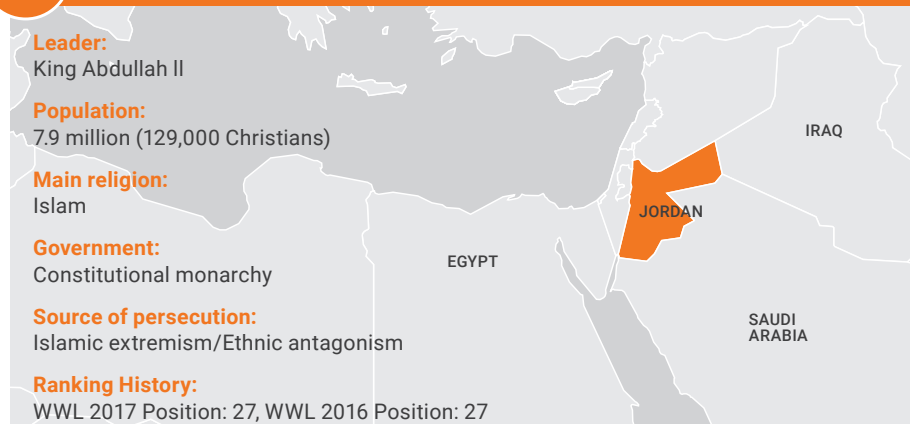 Leader:
King Abdullah ll
Population:
7.9 million (129,000 Christians)
Main religion:
Islam
Government:
Constitutional monarchy
Source of persecution:
Islamic extremism/Ethnic antagonism
Ranking History:
WWL 2017 Position: 27, WWL 2016 Position: 27
IRAQ
JORDAN
EGYPT
SAUDI
ARABIA